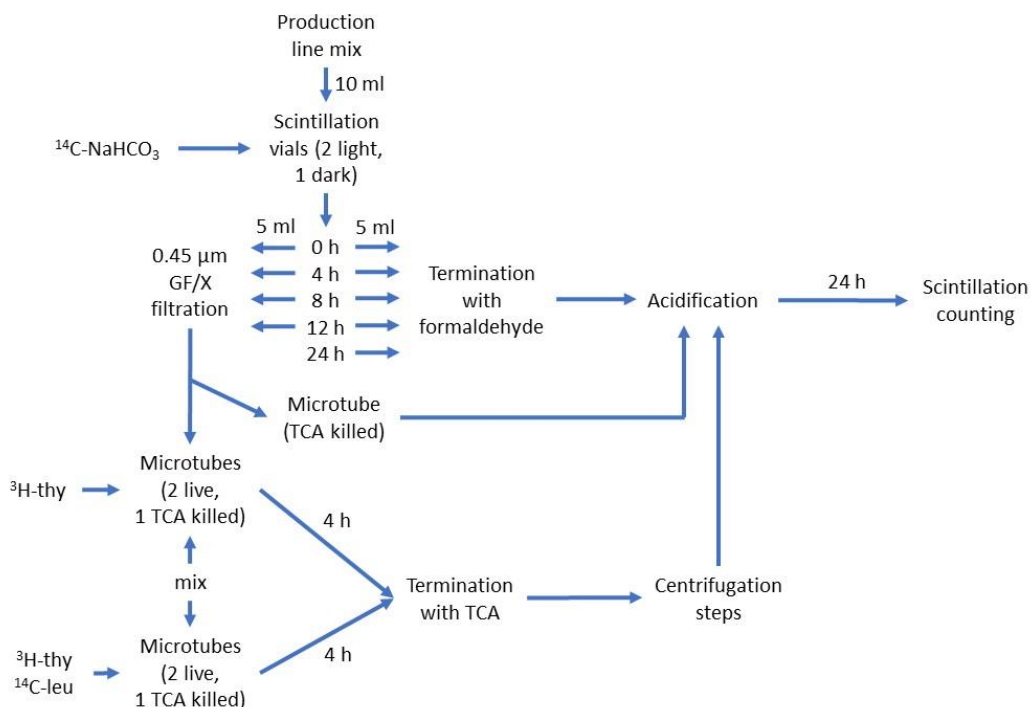 Production
line mix
10 ml
¹⁴C-NaHCO₃
Scintillation
vials (2 light,
1 dark)
5 ml
5 ml
0 h
4 h
8 h
12 h
24 h
0.45 µm
GF/X
filtration
Termination
with
formaldehyde
Acidification
24 h
Scintillation
counting
Microtube
(TCA killed)
³H-thy
Microtubes
(2 live,
1 TCA killed)
4 h
mix
Termination
with TCA
Centrifugation
steps
³H-thy
¹⁴C-leu
Microtubes
(2 live,
1 TCA killed)
4 h